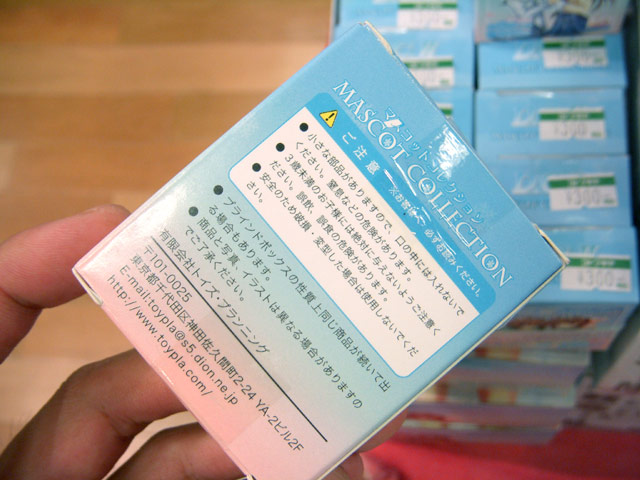 マスコットコレクション
MASCOT COLLECTION
ご注意
必ずお読みください。
●小さな部品がありますので、口の中には入れないで
ください。窒息などの危険があります。
●3歳未満のお子様には絶対に与えないようご注意く
ださい。誤飲、誤食の危険があります。
●安全のため破損、変型した場合は使用しないでくだ
さい。
●ブラインドボックスの性質上同じ商品が続いて出
る場合もあります。
●商品と写真、イラストは異なる場合がありますの
でご了承ください。
有限会社トイズ・プランニング
〒101-0025
東京都千代田区神田佐久間町2-24 YA-2ビル2F
E-mail:toypia@s5.dion.ne.jp
http://www.toypia.com/
¥300
¥300
¥300